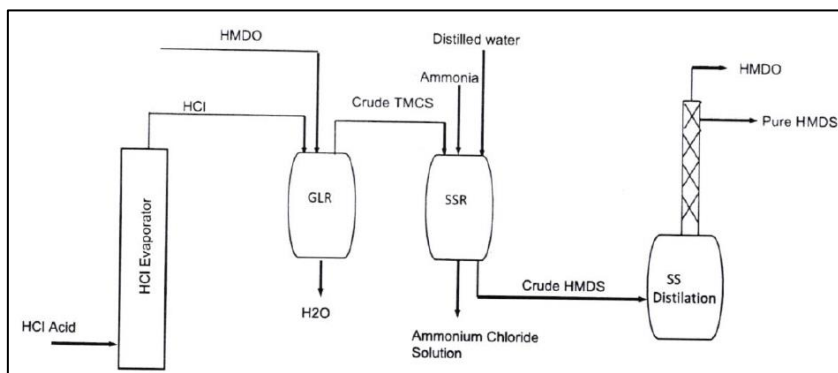 HMDO
Distilled water
Ammonia
HMDO
HCl
Crude TMCS
Pure HMDS
HCl Evaporator
GLR
SSR
SS
Distilation
HCl Acid
H2O
Crude HMDS
Ammonium Chloride
Solution